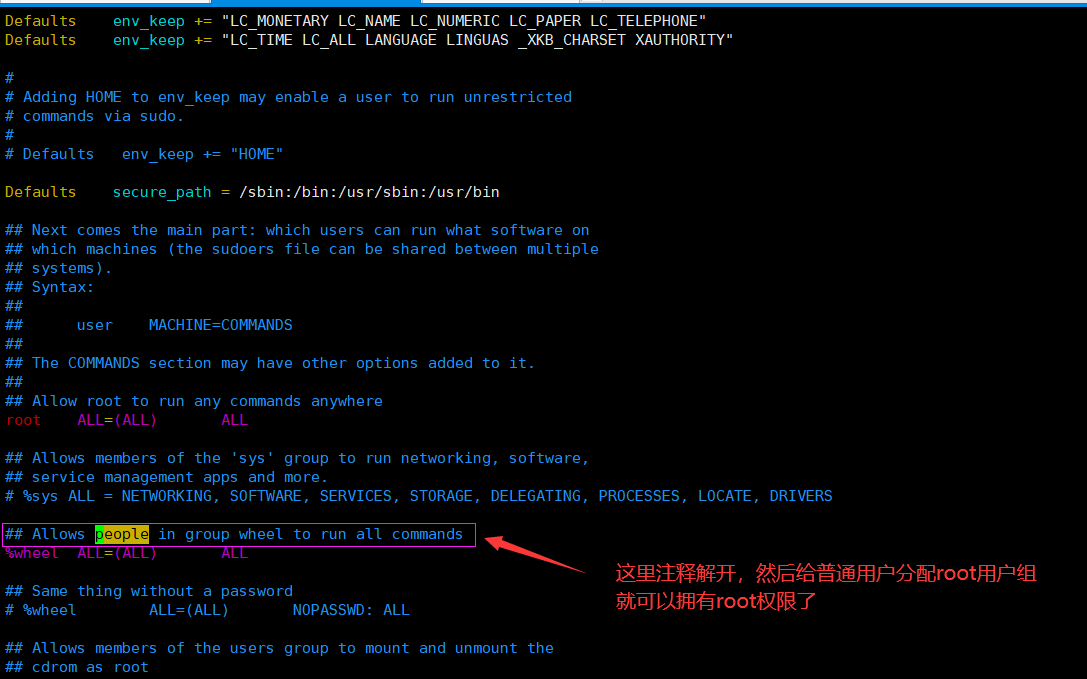 Defaults    env_keep += "LC_MONETARY LC_NAME LC_NUMERIC LC_PAPER LC_TELEPHONE"
Defaults    env_keep += "LC_TIME LC_ALL LANGUAGE LINGUAS _XKB_CHARSET XAUTHORITY"
#
# Adding HOME to env_keep may enable a user to run unrestricted
# commands via sudo.
#
# Defaults   env_keep += "HOME"
Defaults    secure_path = /sbin:/bin:/usr/sbin:/usr/bin
## Next comes the main part: which users can run what software on
## which machines (the sudoers file can be shared between multiple
## systems).
## Syntax:
##
##      user    MACHINE=COMMANDS
##
## The COMMANDS section may have other options added to it.
##
## Allow root to run any commands anywhere
root    ALL=(ALL)       ALL
## Allows members of the 'sys' group to run networking, software,
## service management apps and more.
# %sys ALL = NETWORKING, SOFTWARE, SERVICES, STORAGE, DELEGATING, PROCESSES, LOCATE, DRIVERS
## Allows people in group wheel to run all commands
%wheel  ALL=(ALL)       ALL
这里注释解开，然后给普通用户分配root用户组
就可以拥有root权限了
## Same thing without a password
# %wheel        ALL=(ALL)       NOPASSWD: ALL
## Allows members of the users group to mount and unmount the
## cdrom as root